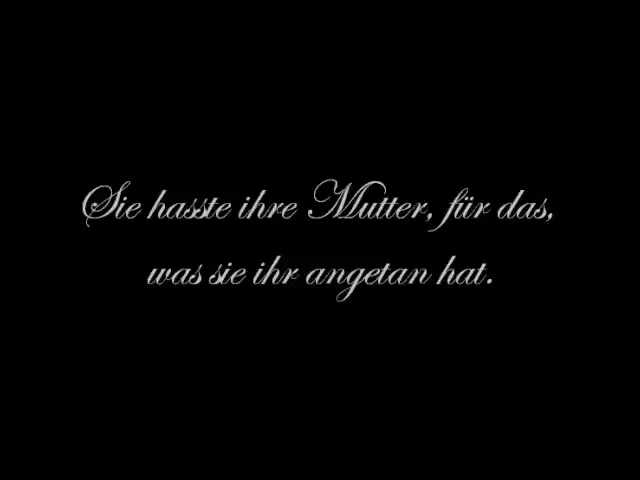 Sie hasste ihre Mutter, für das,
was sie ihr angetan hat.